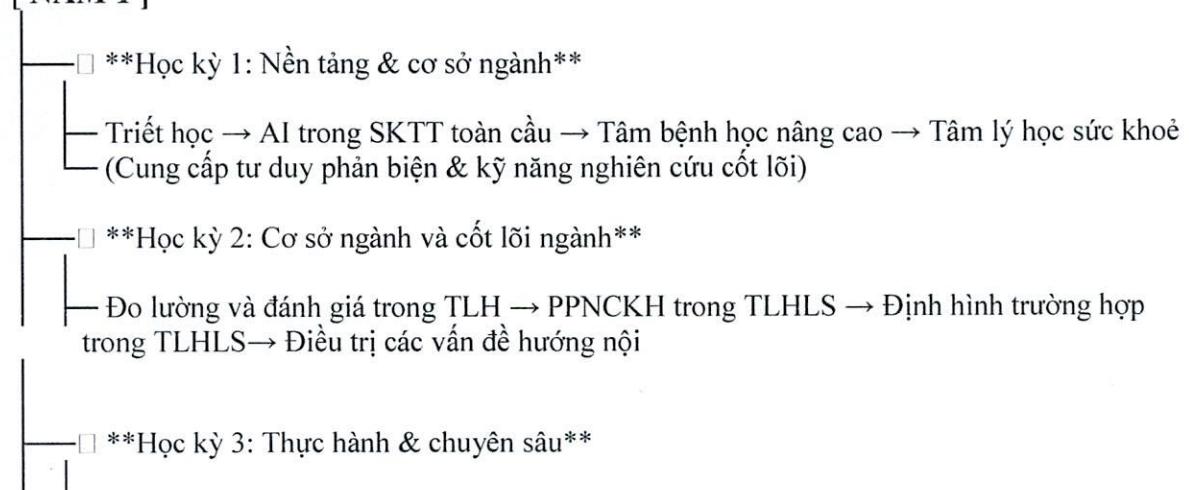 **Học kỳ 1: Nền tảng & cơ sở ngành**
Triết học → AI trong SKTT toàn cầu → Tâm bệnh học nâng cao → Tâm lý học sức khoẻ
(Cung cấp tư duy phản biện & kỹ năng nghiên cứu cốt lõi)
**Học kỳ 2: Cơ sở ngành và cốt lõi ngành**
Đo lường và đánh giá trong TLH → PPNCKH trong TLHLS → Định hình trường hợp
trong TLHLS→ Điều trị các vấn đề hướng nội
**Học kỳ 3: Thực hành & chuyên sâu**